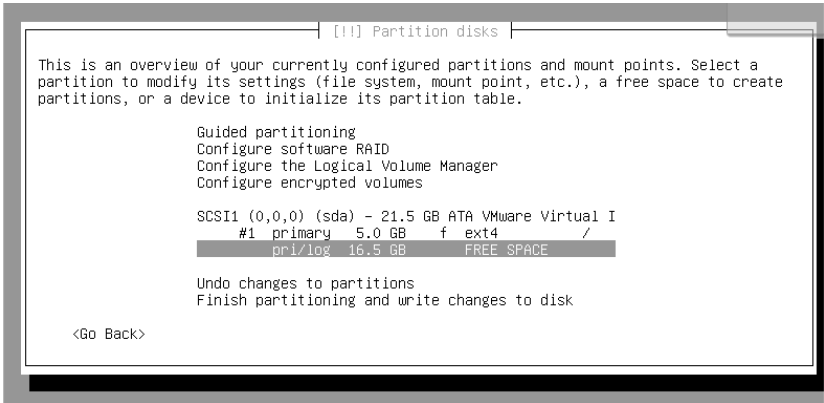 [!!] Partition disks
This is an overview of your currently configured partitions and mount points. Select a
partition to modify its settings (file system, mount point, etc.), a free space to create
partitions, or a device to initialize its partition table.
Guided partitioning
Configure software RAID
Configure the Logical Volume Manager
Configure encrypted volumes
SCSI1 (0,0,0) (sda) - 21.5 GB ATA VMware Virtual I
#1 primary 5.0 GB f ext4 /
pri/log 16.5 GB FREE SPACE
Undo changes to partitions
Finish partitioning and write changes to disk
<Go Back>